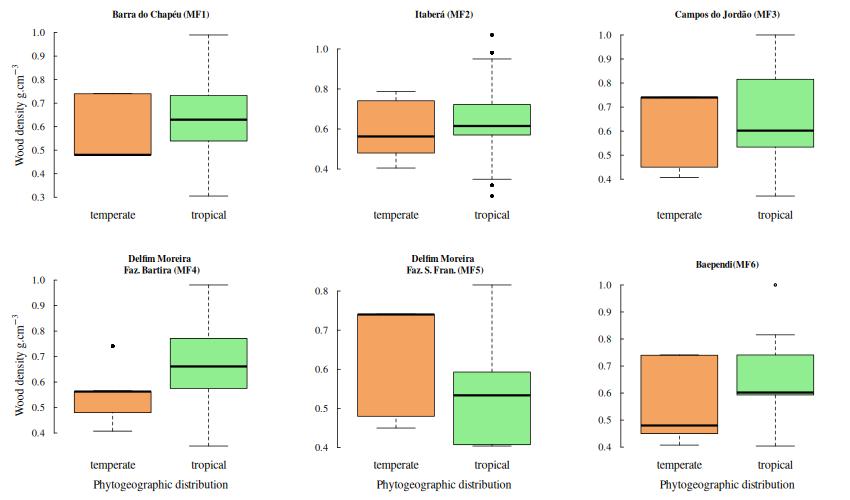 Barra do Chapéu (MF1)
Wood density g.cm⁻³
1.0
0.9
0.8
0.7
0.6
0.5
0.4
0.3
temperate
tropical
Itaberá (MF2)
1.0
0.8
0.6
0.4
temperate
tropical
Campos do Jordão (MF3)
1.0
0.9
0.8
0.7
0.6
0.5
0.4
temperate
tropical
Delfim Moreira
Faz. Bartira (MF4)
Wood density g.cm⁻³
1.0
0.9
0.8
0.7
0.6
0.5
0.4
temperate
tropical
Phytogeographic distribution
Delfim Moreira
Faz. S. Fran. (MF5)
0.8
0.7
0.6
0.5
0.4
temperate
tropical
Phytogeographic distribution
Baependi(MF6)
1.0
0.9
0.8
0.7
0.6
0.5
0.4
temperate
tropical
Phytogeographic distribution